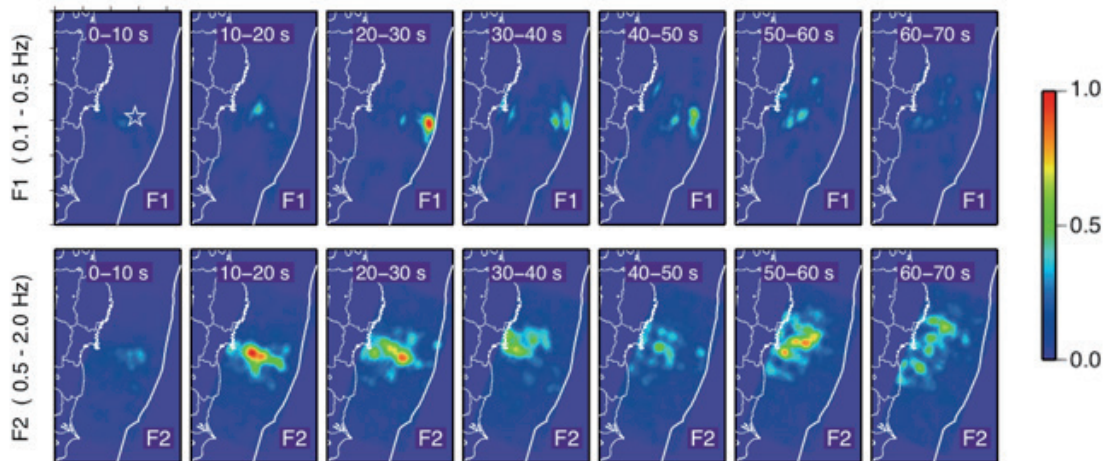 F1 ( 0.1 - 0.5 Hz)
0–10 s
10–20 s
20–30 s
30–40 s
40–50 s
50–60 s
60–70 s
F1
F1
F1
F1
F1
F1
F1
1.0
0.5
0.0
F2 ( 0.5 - 2.0 Hz)
0–10 s
10–20 s
20–30 s
30–40 s
40–50 s
50–60 s
60–70 s
F2
F2
F2
F2
F2
F2
F2